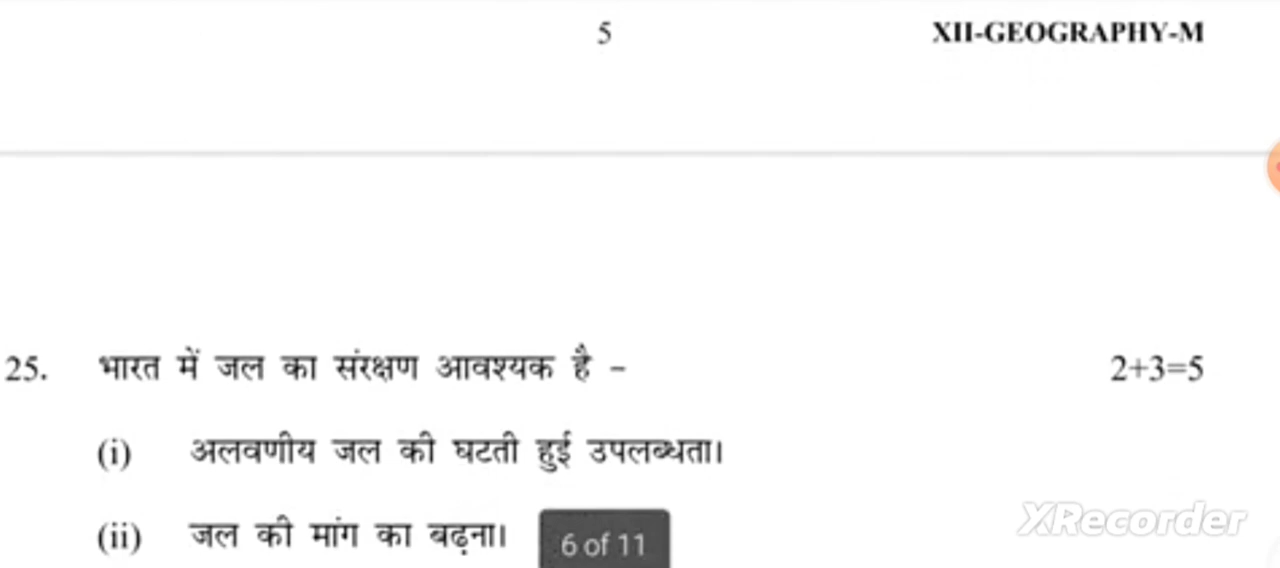 5 XII-GEOGRAPHY-M
25. भारत में जल का संरक्षण आवश्यक है - 2+3=5
(i) अलवणीय जल की घटती हुई उपलब्धता।
XRecorder
(ii) जल की मांग का बढ़ना।
6 of 11